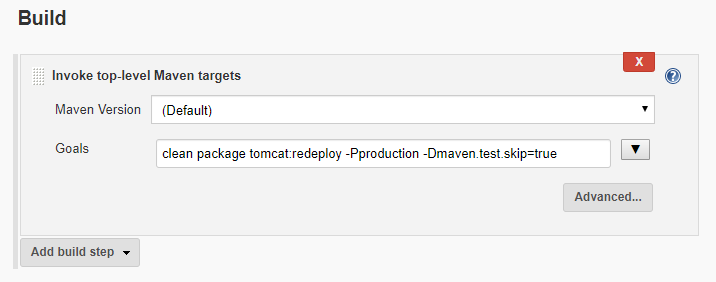 Build
Invoke top-level Maven targets
X
?
Maven Version
(Default)
Goals
clean package tomcat:redeploy -Pproduction -Dmaven.test.skip=true
Advanced...
Add build step